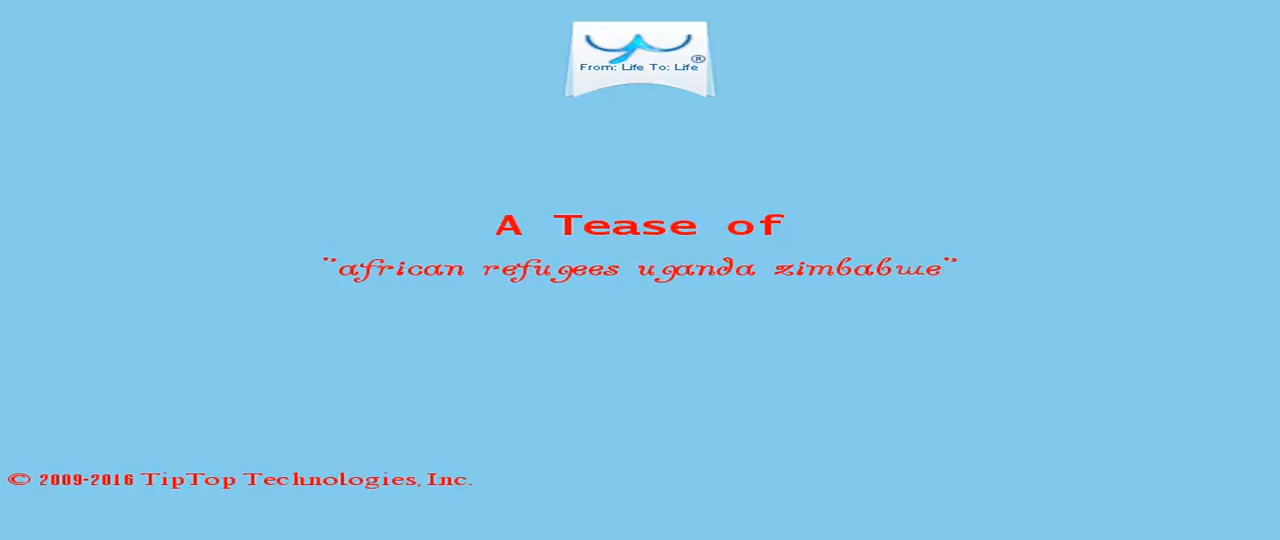 From: Life To: Life®
A Tease of
"african refugees uganda zimbabwe"
© 2009-2016 TipTop Technologies, Inc.